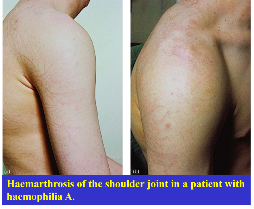 Haemarthrosis of the shoulder joint in a patient with
haemophilia A.